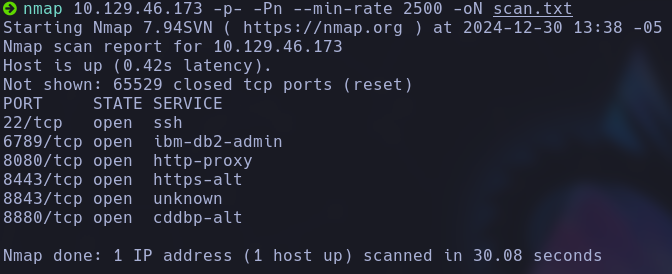 nmap 10.129.46.173 -p- -Pn --min-rate 2500 -oN scan.txt
Starting Nmap 7.94SVN ( https://nmap.org ) at 2024-12-30 13:38 -05
Nmap scan report for 10.129.46.173
Host is up (0.42s latency).
Not shown: 65529 closed tcp ports (reset)
PORT     STATE SERVICE
22/tcp   open  ssh
6789/tcp open  ibm-db2-admin
8080/tcp open  http-proxy
8443/tcp open  https-alt
8843/tcp open  unknown
8880/tcp open  cddbp-alt
Nmap done: 1 IP address (1 host up) scanned in 30.08 seconds